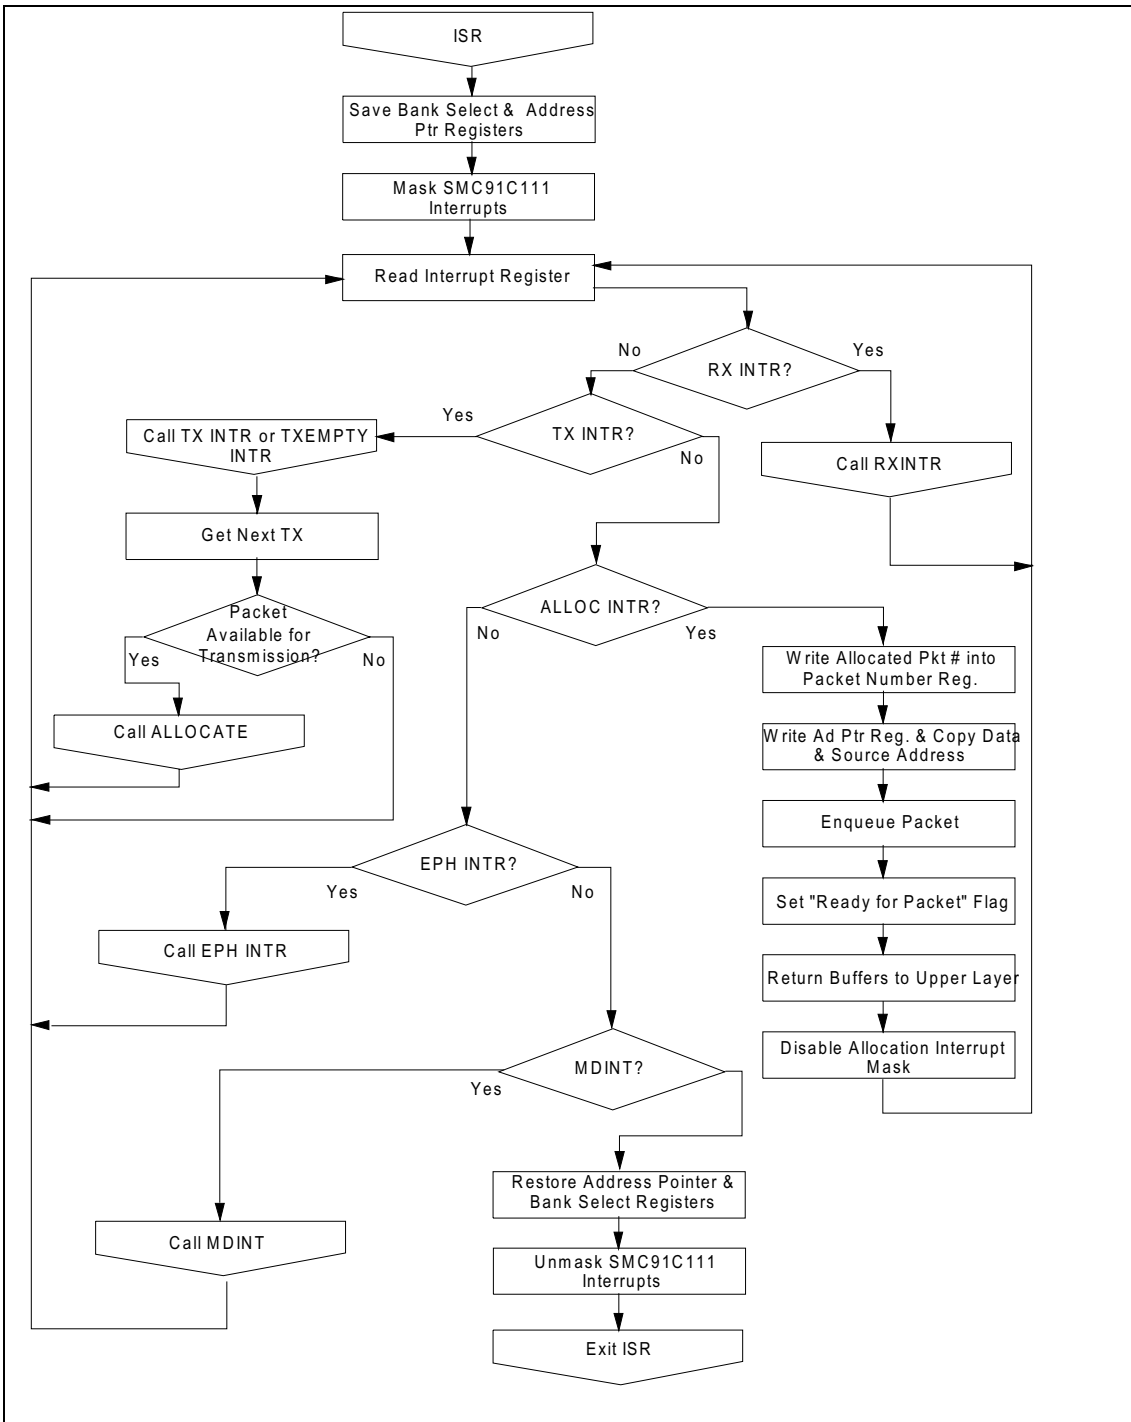 ISR
Save Bank Select & Address
Ptr Registers
Mask SMC91C111
Interrupts
Read Interrupt Register
No
Yes
RX INTR?
Yes
TX INTR?
No
Call TX INTR or TXEMPTY
INTR
Call RXINTR
Get Next TX
ALLOC INTR?
No
Yes
Packet
Available for
Transmission?
Yes
No
Write Allocated Pkt # into
Packet Number Reg.
Call ALLOCATE
Write Ad Ptr Reg. & Copy Data
& Source Address
Enqueue Packet
EPH INTR?
Yes
No
Set "Ready for Packet" Flag
Call EPH INTR
Return Buffers to Upper Layer
Disable Allocation Interrupt
Mask
MDINT?
Yes
Restore Address Pointer &
Bank Select Registers
Call MDINT
Unmask SMC91C111
Interrupts
Exit ISR